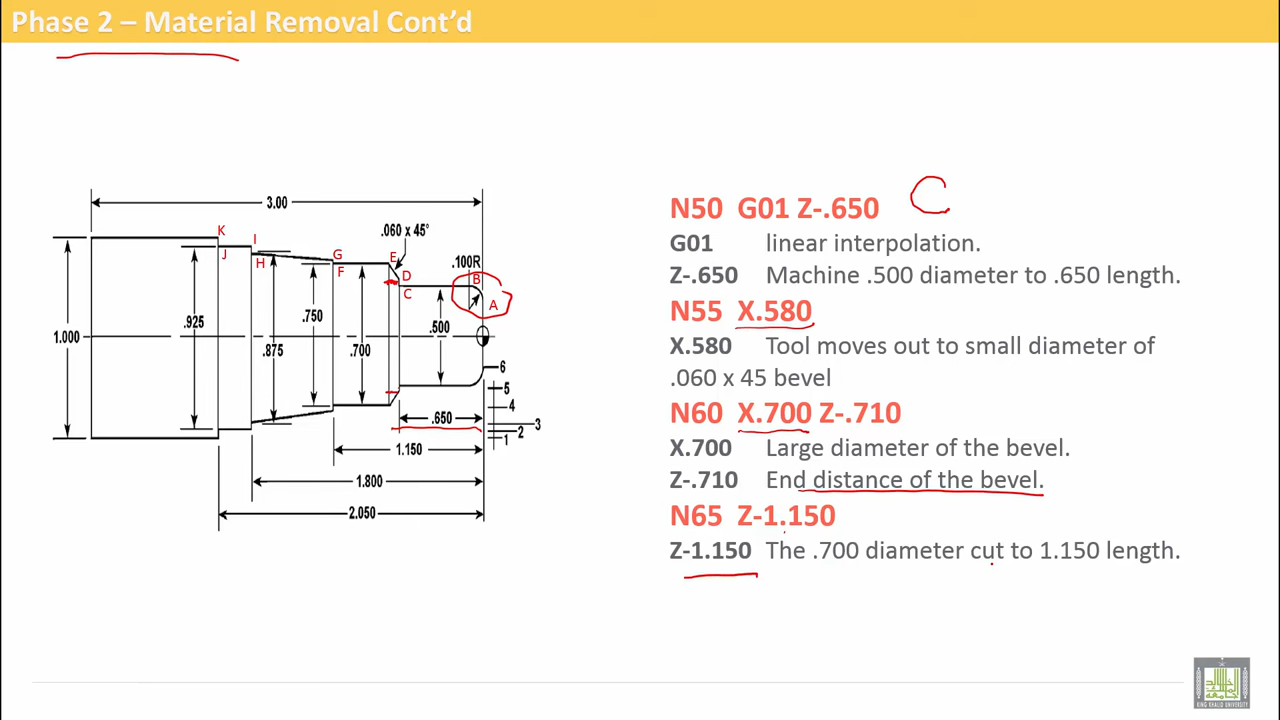 Phase 2 – Material Removal Cont'd
3.00
K
I
J
H
G
F
E
D
C
B
A
.060 x 45°
.100R
1.000
.925
.875
.750
.700
.500
6
5
4
3
2
1
.650
1.150
1.800
2.050
C
N50 G01 Z-.650
G01 linear interpolation.
Z-.650 Machine .500 diameter to .650 length.
N55 X.580
X.580 Tool moves out to small diameter of
.060 x 45 bevel
N60 X.700 Z-.710
X.700 Large diameter of the bevel.
Z-.710 End distance of the bevel.
N65 Z-1.150
Z-1.150 The .700 diameter cut to 1.150 length.
KING KHALID UNIVERSITY